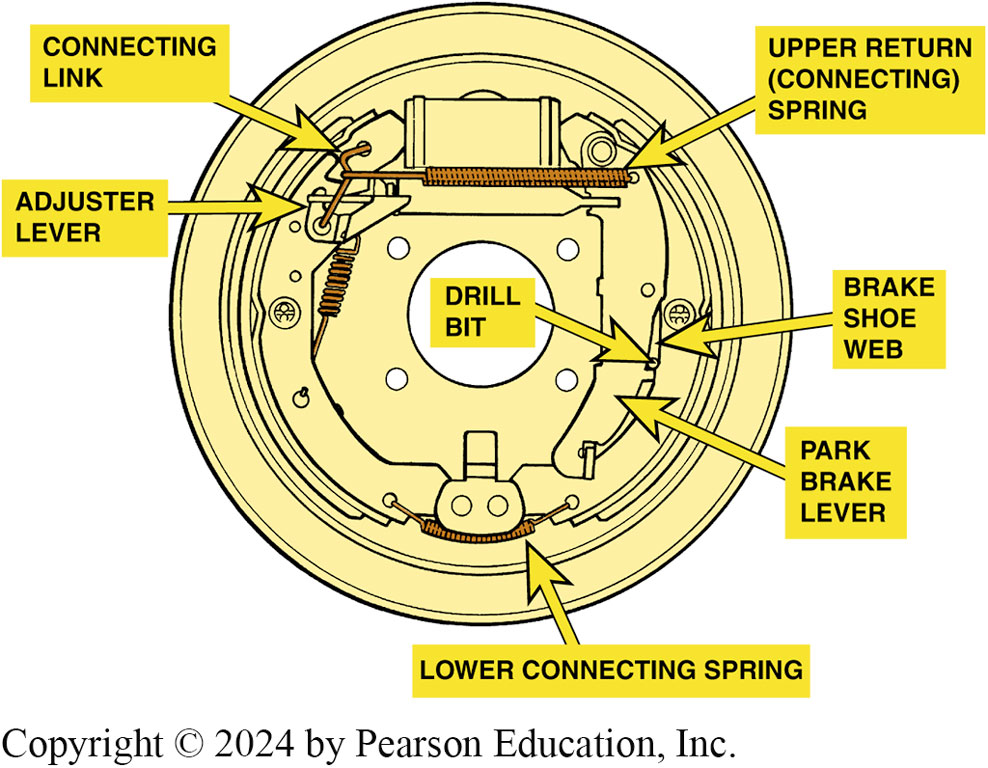 CONNECTING
LINK
UPPER RETURN
(CONNECTING)
SPRING
ADJUSTER
LEVER
DRILL
BIT
BRAKE
SHOE
WEB
PARK
BRAKE
LEVER
LOWER CONNECTING SPRING
Copyright © 2024 by Pearson Education, Inc.